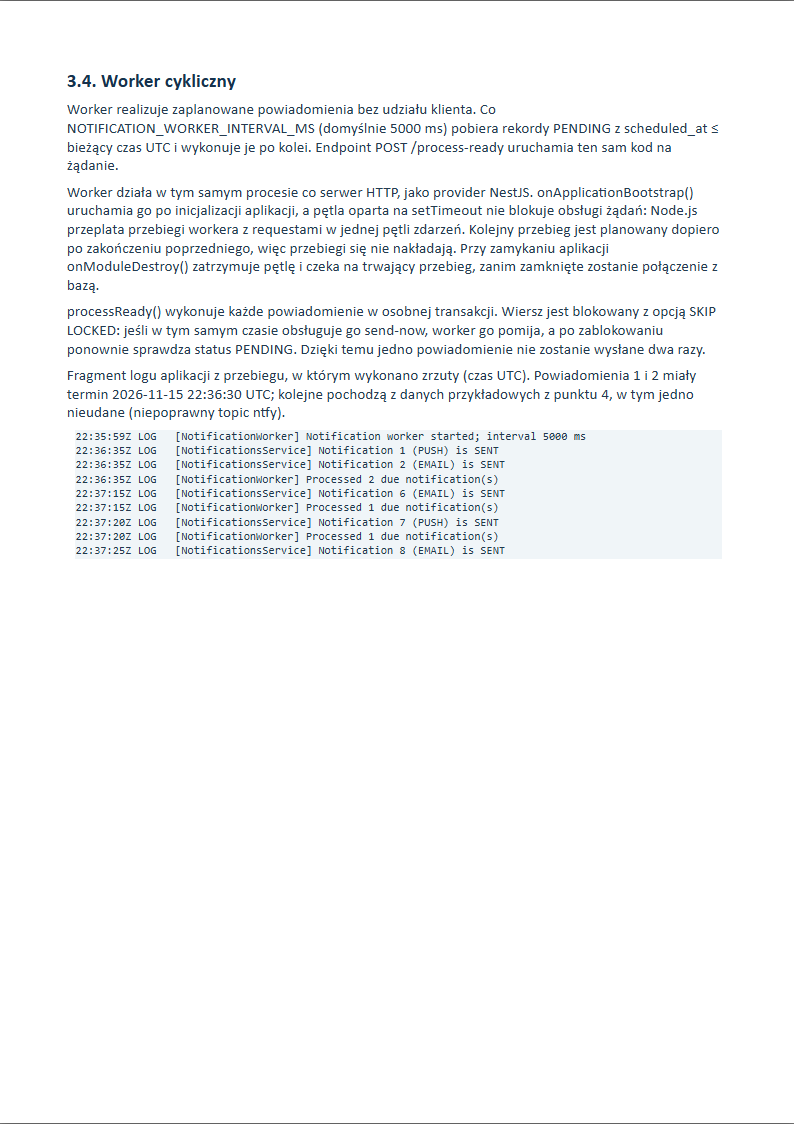 3.4. Worker cykliczny
Worker realizuje zaplanowane powiadomienia bez udziału klienta. Co
NOTIFICATION_WORKER_INTERVAL_MS (domyślnie 5000 ms) pobiera rekordy PENDING z scheduled_at ≤
bieżący czas UTC i wykonuje je po kolei. Endpoint POST /process-ready uruchamia ten sam kod na
żądanie.
Worker działa w tym samym procesie co serwer HTTP, jako provider NestJS. onApplicationBootstrap()
uruchamia go po inicjalizacji aplikacji, a pętla oparta na setTimeout nie blokuje obsługi żądań: Node.js
przeplata przebiegi workera z requestami w jednej pętli zdarzeń. Kolejny przebieg jest planowany dopiero
po zakończeniu poprzedniego, więc przebiegi się nie nakładają. Przy zamykaniu aplikacji
onModuleDestroy() zatrzymuje pętlę i czeka na trwający przebieg, zanim zamknięte zostanie połączenie z
bazą.
processReady() wykonuje każde powiadomienie w osobnej transakcji. Wiersz jest blokowany z opcją SKIP
LOCKED: jeśli w tym samym czasie obsługuje go send-now, worker go pomija, a po zablokowaniu
ponownie sprawdza status PENDING. Dzięki temu jedno powiadomienie nie zostanie wysłane dwa razy.
Fragment logu aplikacji z przebiegu, w którym wykonano zrzuty (czas UTC). Powiadomienia 1 i 2 miały
termin 2026-11-15 22:36:30 UTC; kolejne pochodzą z danych przykładowych z punktu 4, w tym jedno
nieudane (niepoprawny topic ntfy).
22:35:59Z LOG [NotificationWorker] Notification worker started; interval 5000 ms
22:36:35Z LOG [NotificationsService] Notification 1 (PUSH) is SENT
22:36:35Z LOG [NotificationsService] Notification 2 (EMAIL) is SENT
22:36:35Z LOG [NotificationWorker] Processed 2 due notification(s)
22:37:15Z LOG [NotificationsService] Notification 6 (EMAIL) is SENT
22:37:15Z LOG [NotificationWorker] Processed 1 due notification(s)
22:37:20Z LOG [NotificationsService] Notification 7 (PUSH) is SENT
22:37:20Z LOG [NotificationWorker] Processed 1 due notification(s)
22:37:25Z LOG [NotificationsService] Notification 8 (EMAIL) is SENT